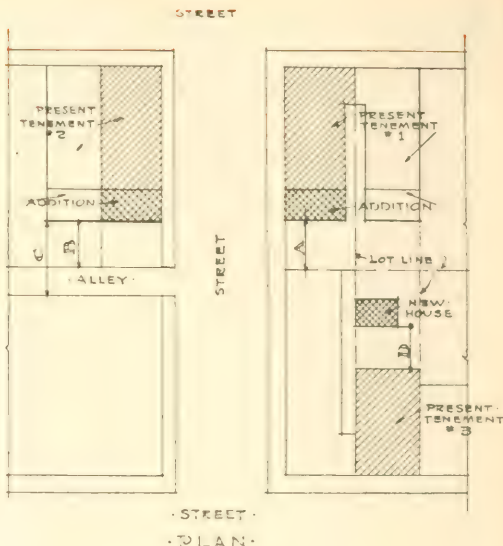 STREET
PRESENT
TENEMENT
#2
PRESENT
TENEMENT
#1
ADDITION
ADDITION
C
B
A
STREET
LOT LINE
· ALLEY ·
NEW
HOUSE
D
PRESENT
TENEMENT
#3
· STREET ·
· PLAN ·